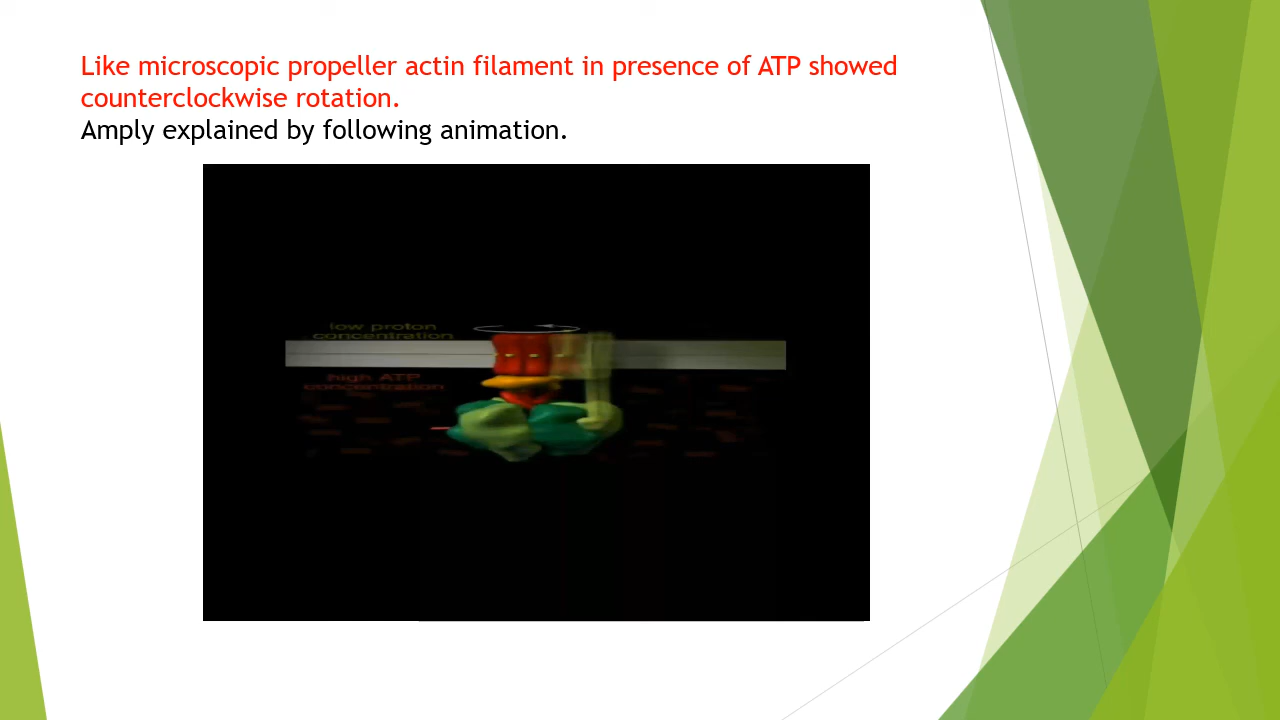 Like microscopic propeller actin filament in presence of ATP showed
counterclockwise rotation.
Amply explained by following animation.
low proton
concentration
high ATP
concentration